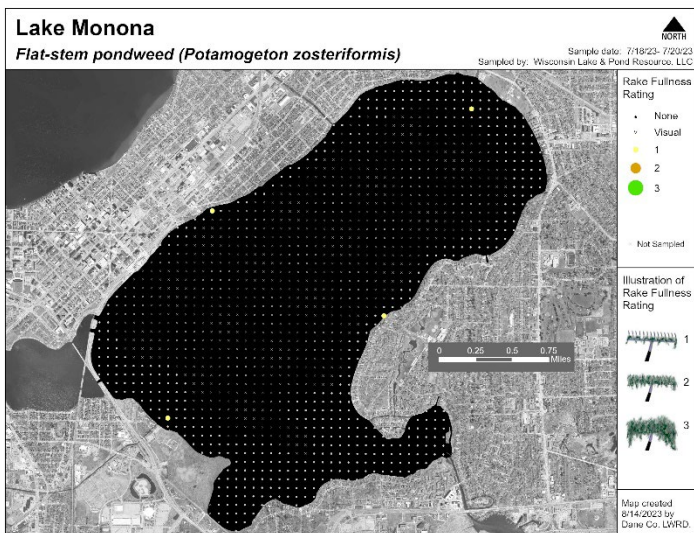 Lake Monona
Flat-stem pondweed (Potamogeton zosteriformis)
NORTH
Sample date: 7/18/23- 7/20/23
Sampled by: Wisconsin Lake & Pond Resource, LLC
Rake Fullness
Rating
None
Visual
1
2
3
Not Sampled
Illustration of
Rake Fullness
Rating
1
2
3
0 0.25 0.5 0.75
Miles
Map created
8/14/2023 by
Dane Co. LWRD.